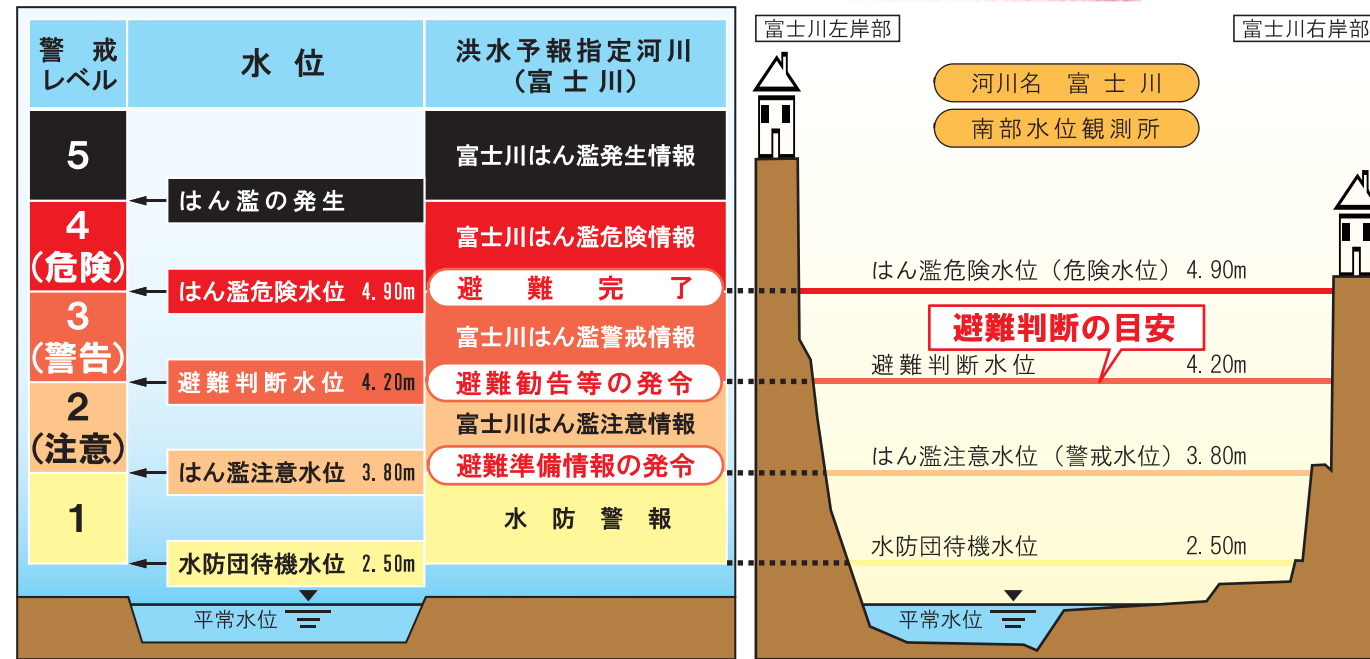 警戒
レベル
水位
洪水予報指定河川
（富士川）
5
富士川はん濫発生情報
はん濫の発生
4
（危険）
富士川はん濫危険情報
はん濫危険水位 4.90m
避難完了
3
（警告）
富士川はん濫警戒情報
避難判断水位 4.20m
避難勧告等の発令
2
（注意）
富士川はん濫注意情報
はん濫注意水位 3.80m
避難準備情報の発令
1
水防警報
水防団待機水位 2.50m
平常水位
富士川左岸部
富士川右岸部
河川名 富士川
南部水位観測所
はん濫危険水位（危険水位）4.90m
避難判断の目安
避難判断水位 4.20m
はん濫注意水位（警戒水位）3.80m
水防団待機水位 2.50m
平常水位